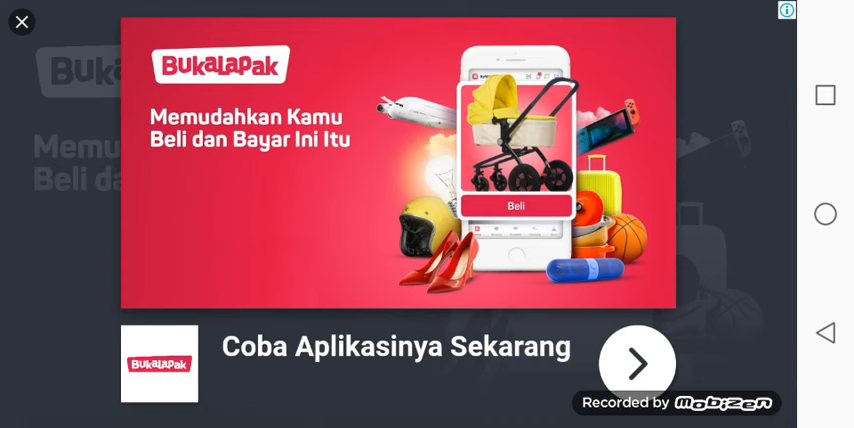 BUKALAPAK
Memudahkan Kamu
Beli dan Bayar Ini Itu
Beli
BUKALAPAK
Coba Aplikasinya Sekarang
Recorded by MOBIZEN